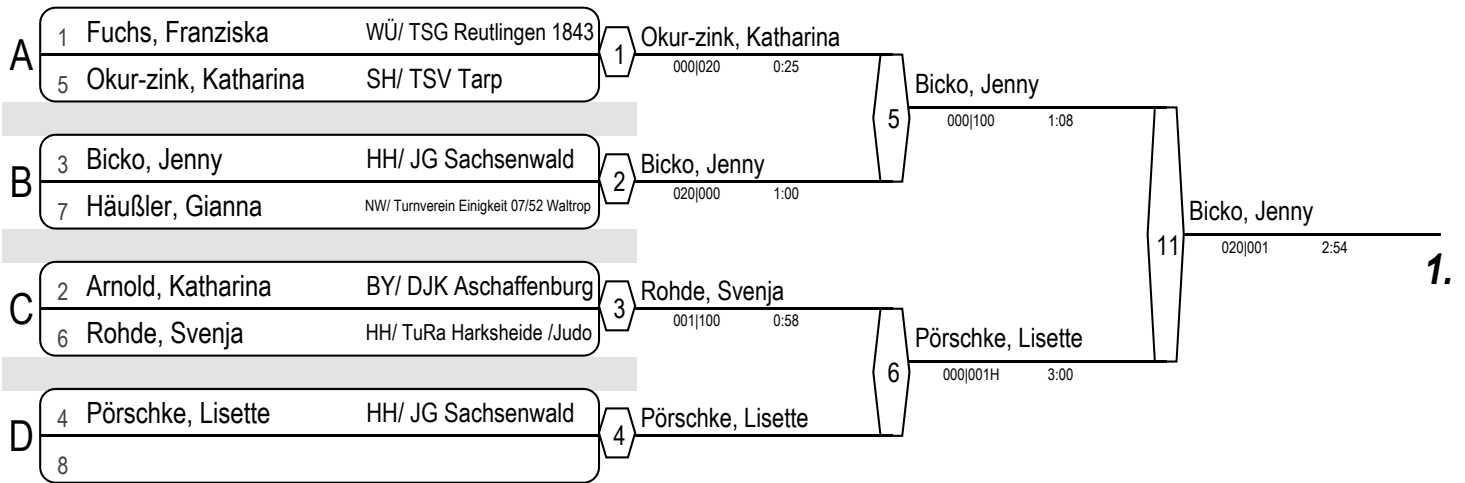 A
1 Fuchs, Franziska WÜ/ TSG Reutlingen 1843
5 Okur-zink, Katharina SH/ TSV Tarp
1
Okur-zink, Katharina
000|020 0:25
B
3 Bicko, Jenny HH/ JG Sachsenwald
7 Häußler, Gianna NW/ Turnverein Einigkeit 07/52 Waltrop
2
Bicko, Jenny
020|000 1:00
5
Bicko, Jenny
000|100 1:08
C
2 Arnold, Katharina BY/ DJK Aschaffenburg
6 Rohde, Svenja HH/ TuRa Harksheide /Judo
3
Rohde, Svenja
001|100 0:58
D
4 Pörschke, Lisette HH/ JG Sachsenwald
8
4
Pörschke, Lisette
6
Pörschke, Lisette
000|001H 3:00
11
Bicko, Jenny
020|001 2:54
1.